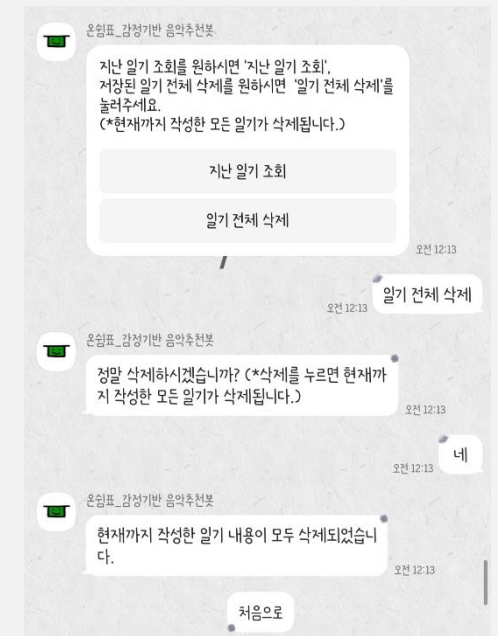 온쉼표_감정기반 음악추천봇
지난 일기 조회를 원하시면 '지난 일기 조회',
저장된 일기 전체 삭제를 원하시면 '일기 전체 삭제'를
눌러주세요.
(*현재까지 작성한 모든 일기가 삭제됩니다.)
지난 일기 조회
일기 전체 삭제
오전 12:13
일기 전체 삭제
오전 12:13
온쉼표_감정기반 음악추천봇
정말 삭제하시겠습니까? (*삭제를 누르면 현재까
지 작성한 모든 일기가 삭제됩니다.)
오전 12:13
네
오전 12:13
온쉼표_감정기반 음악추천봇
현재까지 작성한 일기 내용이 모두 삭제되었습니
다.
오전 12:13
처음으로